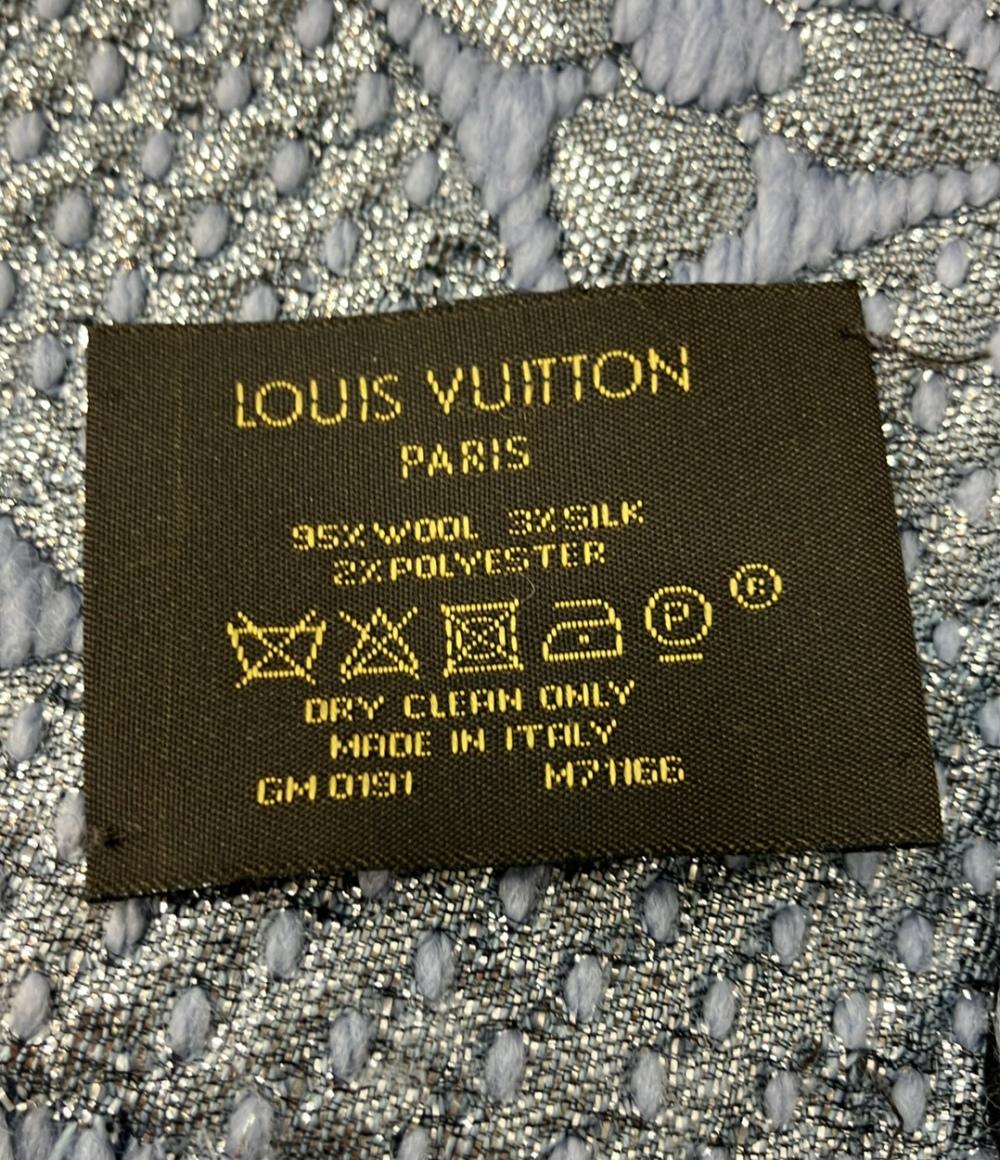 LOUIS VUITTON
PARIS
95% WOOL 3% SILK
2% POLYESTER
P ®
DRY CLEAN ONLY
MADE IN ITALY
GM 0191 M71166